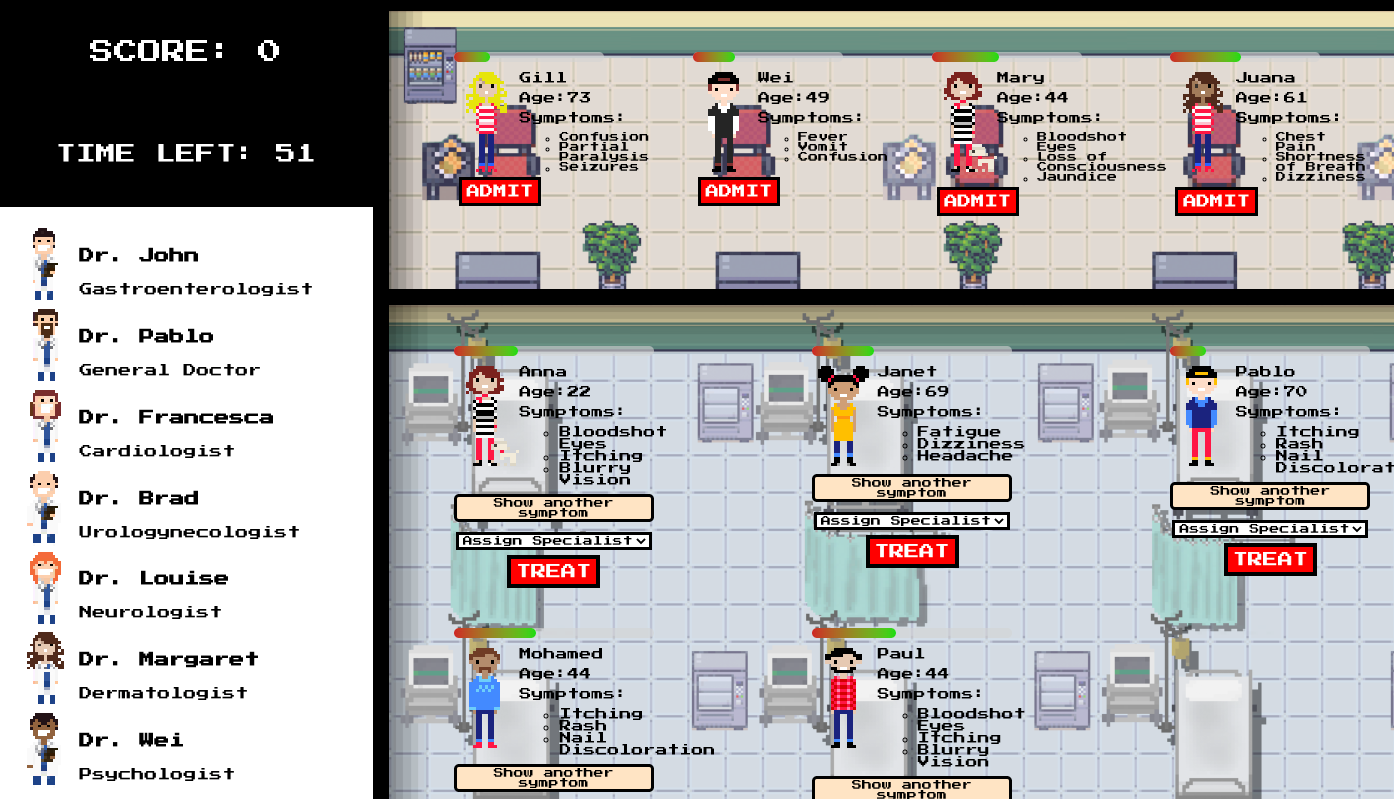 SCORE: 0
TIME LEFT: 51
Dr. John
Gastroenterologist
Dr. Pablo
General Doctor
Dr. Francesca
Cardiologist
Dr. Brad
Urologynecologist
Dr. Louise
Neurologist
Dr. Margaret
Dermatologist
Dr. Wei
Psychologist
Gill
Age:73
Symptoms:
Confusion
Partial
Paralysis
Seizures
ADMIT
Wei
Age:49
Symptoms:
Fever
Vomit
Confusion
ADMIT
Mary
Age:44
Symptoms:
Bloodshot
Eyes
Loss of
Consciousness
Jaundice
ADMIT
Juana
Age:61
Symptoms:
Chest
Pain
Shortness
of Breath
Dizziness
ADMIT
Anna
Age:22
Symptoms:
Bloodshot
Eyes
Itching
Blurry
Vision
Show another
symptom
Assign Specialist
TREAT
Janet
Age:69
Symptoms:
Fatigue
Dizziness
Headache
Show another
symptom
Assign Specialist
TREAT
Pablo
Age:70
Symptoms:
Itching
Rash
Nail
Discolorat
Show another
symptom
Assign Specialist
TREAT
Mohamed
Age:44
Symptoms:
Itching
Rash
Nail
Discoloration
Show another
symptom
Paul
Age:44
Symptoms:
Bloodshot
Eyes
Itching
Blurry
Vision
Show another
symptom